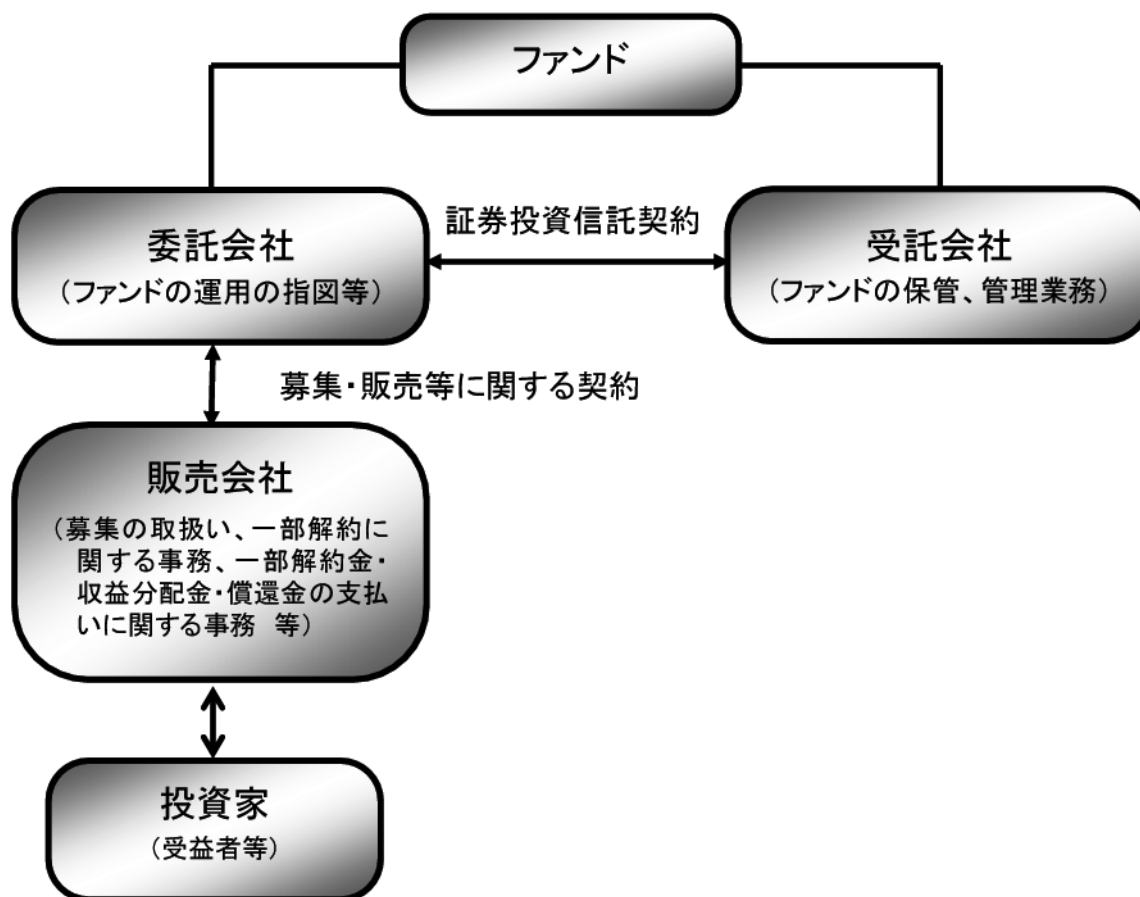 ファンド
証券投資信託契約
委託会社
（ファンドの運用の指図等）
受託会社
（ファンドの保管、管理業務）
募集・販売等に関する契約
販売会社
（募集の取扱い、一部解約に
関する事務、一部解約金・
収益分配金・償還金の支払
いに関する事務　等）
投資家
（受益者等）